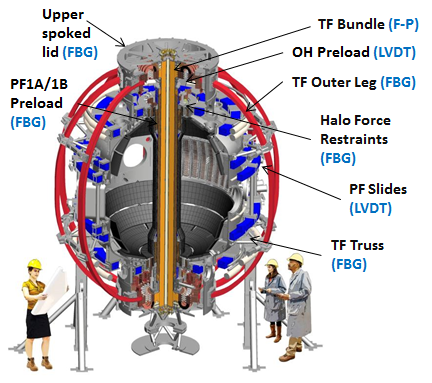 Upper
spoked
lid (FBG)
PF1A/1B
Preload
(FBG)
TF Bundle (F-P)
OH Preload (LVDT)
TF Outer Leg (FBG)
Halo Force
Restraints
(FBG)
PF Slides
(LVDT)
TF Truss
(FBG)